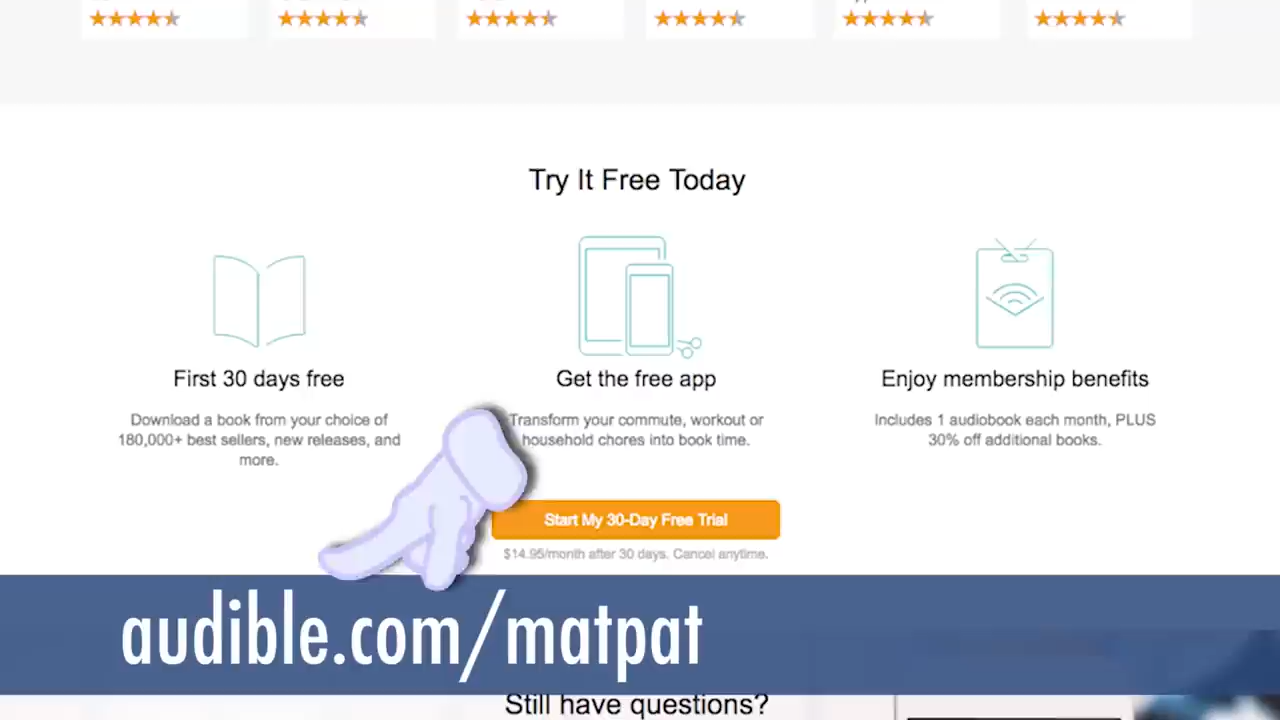 Try It Free Today
First 30 days free
Get the free app
Enjoy membership benefits
Download a book from your choice of
180,000+ best sellers, new releases, and
more.
Transform your commute, workout or
household chores into book time.
Includes 1 audiobook each month, PLUS
30% off additional books.
Start My 30-Day Free Trial
$14.95/month after 30 days. Cancel anytime.
audible.com/matpat
Still have questions?